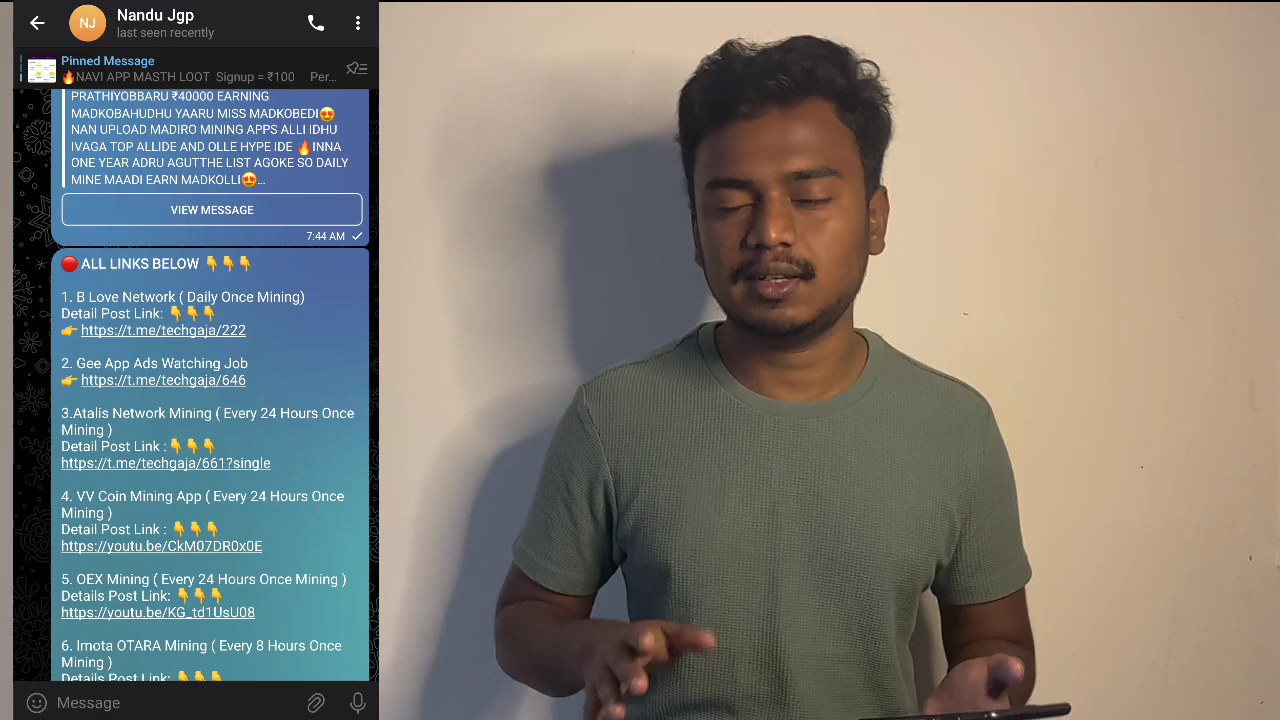 NJ
Nandu Jgp
last seen recently
Pinned Message
🔥NAVI APP MASTH LOOT Signup = ₹100 Per...
PRATHIYOBBARU ₹40000 EARNING
MADKOBAHUDHU YAARU MISS MADKOBEDI😍
NAN UPLOAD MADIRO MINING APPS ALLI IDHU
IVAGA TOP ALLIDE AND OLLE HYPE IDE 🔥INNA
ONE YEAR ADRU AGUTTHE LIST AGOKE SO DAILY
MINE MAADI EARN MADKOLLI😍...
VIEW MESSAGE
7:44 AM
🔴 ALL LINKS BELOW 👇👇👇
1. B Love Network ( Daily Once Mining)
Detail Post Link: 👇👇👇
👉 https://t.me/techgaja/222
2. Gee App Ads Watching Job
👉 https://t.me/techgaja/646
3.Atalis Network Mining ( Every 24 Hours Once
Mining )
Detail Post Link :👇👇👇
https://t.me/techgaja/661?single
4. VV Coin Mining App ( Every 24 Hours Once
Mining )
Detail Post Link : 👇👇👇
https://youtu.be/CkM07DR0x0E
5. OEX Mining ( Every 24 Hours Once Mining )
Details Post Link: 👇👇👇
https://youtu.be/KG_td1UsU08
6. Imota OTARA Mining ( Every 8 Hours Once
Mining )
Details Post Link: 👇👇👇
Message